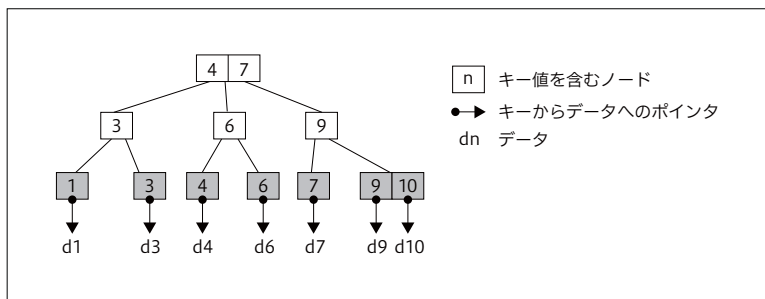 4 7
n キー値を含むノード
キーからデータへのポインタ
dn データ
3 6 9
1 3 4 6 7 9 10
d1 d3 d4 d6 d7 d9 d10